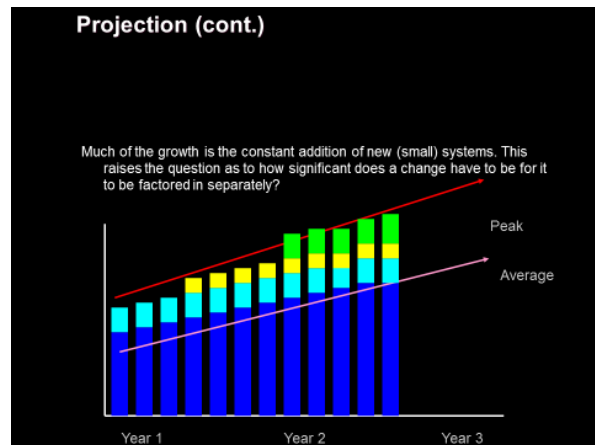 Projection (cont.)
Much of the growth is the constant addition of new (small) systems. This
raises the question as to how significant does a change have to be for it
to be factored in separately?
Peak
Average
Year 1
Year 2
Year 3